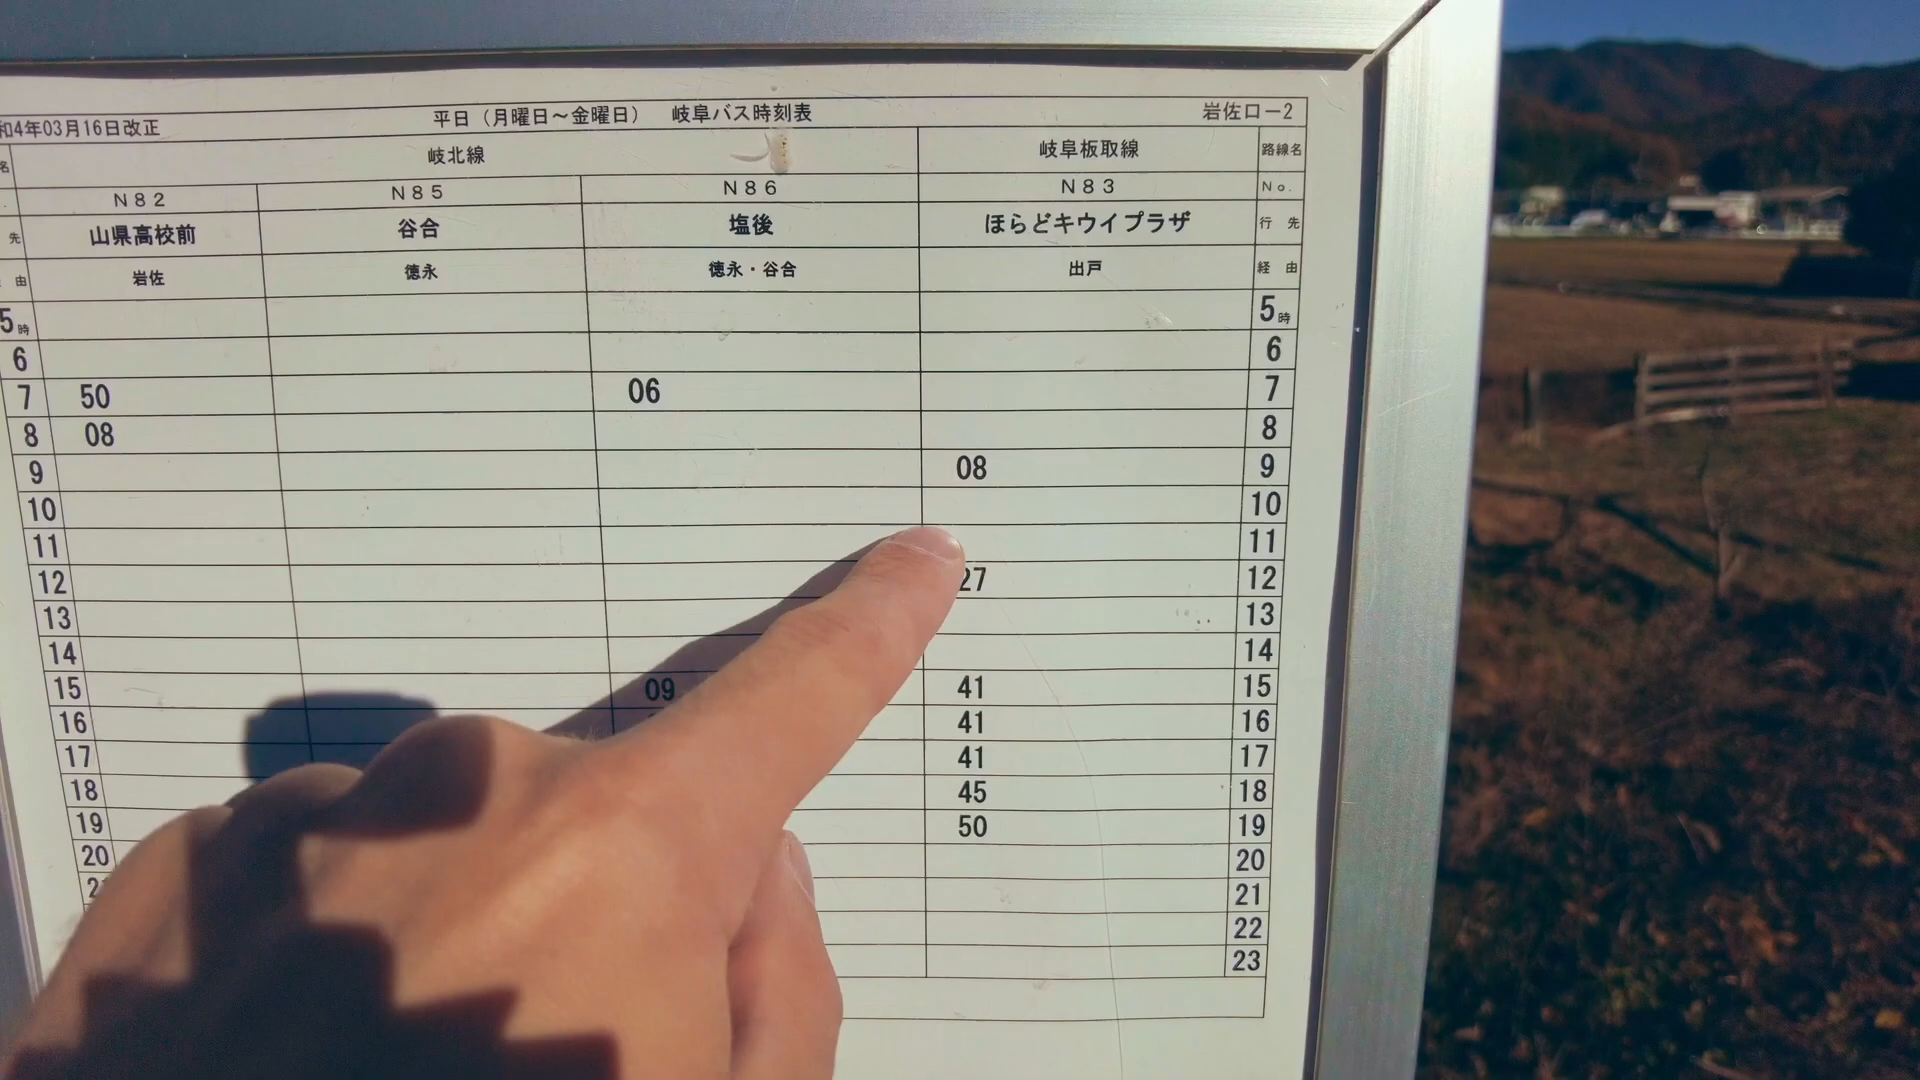 和4年03月16日改正 平日(月曜日~金曜日) 岐阜バス時刻表 岩佐口-2
名 岐北線 岐阜板取線 路線名
N82 N85 N86 N83 No.
先 山県高校前 谷合 塩後 ほらどキウイプラザ 行先
由 岩佐 徳永 徳永・谷合 出戸 経由
5時 5時
6 6
7 50 06 7
8 08 8
9 08 9
10 10
11 11
12 27 12
13 13
14 14
15 09 41 15
16 41 16
17 41 17
18 45 18
19 50 19
20 20
21
22
23